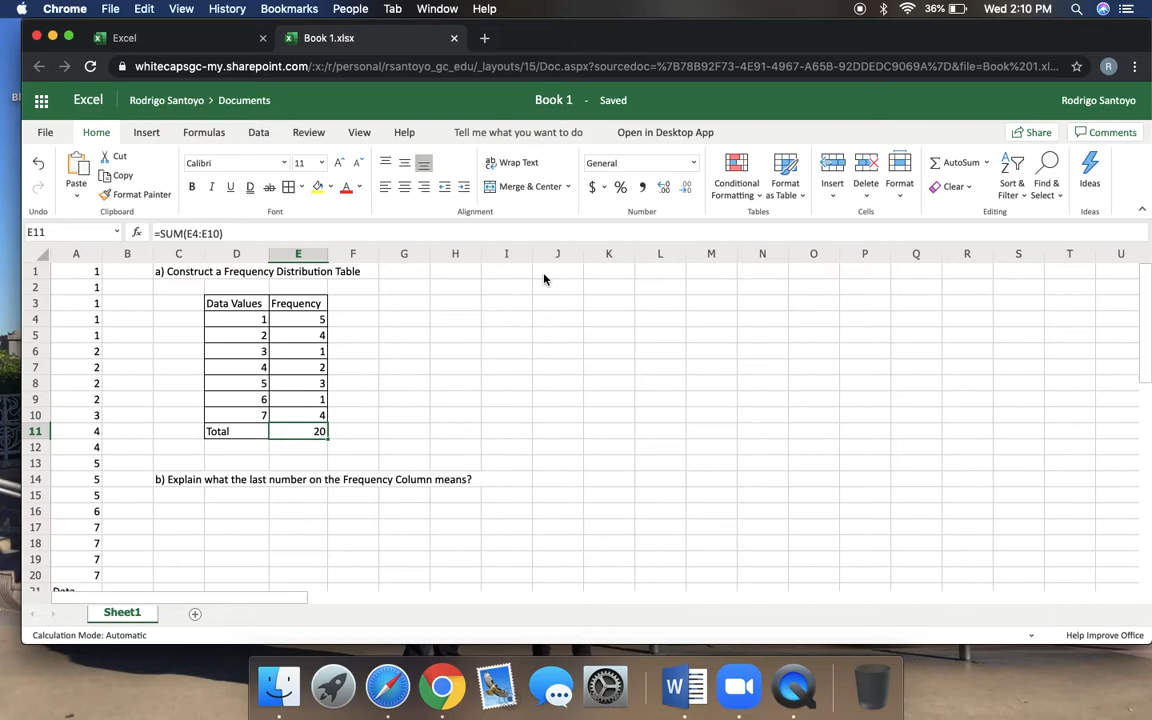 Chrome File Edit View History Bookmarks People Tab Window Help 36% Wed 2:10 PM
Excel Book 1.xlsx
whitecapsgc-my.sharepoint.com/:x:/r/personal/rsantoyo_gc_edu/_layouts/15/Doc.aspx?sourcedoc=%7B78B92F73-4E91-4967-A65B-92DDEDC9069A%7D&file=Book%201.xl... R
Excel Rodrigo Santoyo > Documents Book 1 - Saved Rodrigo Santoyo
File Home Insert Formulas Data Review View Help Tell me what you want to do Open in Desktop App Share Comments
Cut Calibri 11 A A Wrap Text General AutoSum
Paste Copy Conditional Format Insert Delete Format Sort & Find & Ideas
Format Painter B I U D ab A Merge & Center $ % Formatting as Table Clear Filter Select
Undo Clipboard Font Alignment Number Tables Cells Editing Ideas
E11 fx =SUM(E4:E10)
A B C D E F G H I J K L M N O P Q R S T U
1 1 a) Construct a Frequency Distribution Table
2 1
3 1 Data Values Frequency
4 1 1 5
5 1 2 4
6 2 3 1
7 2 4 2
8 2 5 3
9 2 6 1
10 3 7 4
11 4 Total 20
12 4
13 5
14 5 b) Explain what the last number on the Frequency Column means?
15 5
16 6
17 7
18 7
19 7
20 7
21 Data
Sheet1
Calculation Mode: Automatic Help Improve Office
W